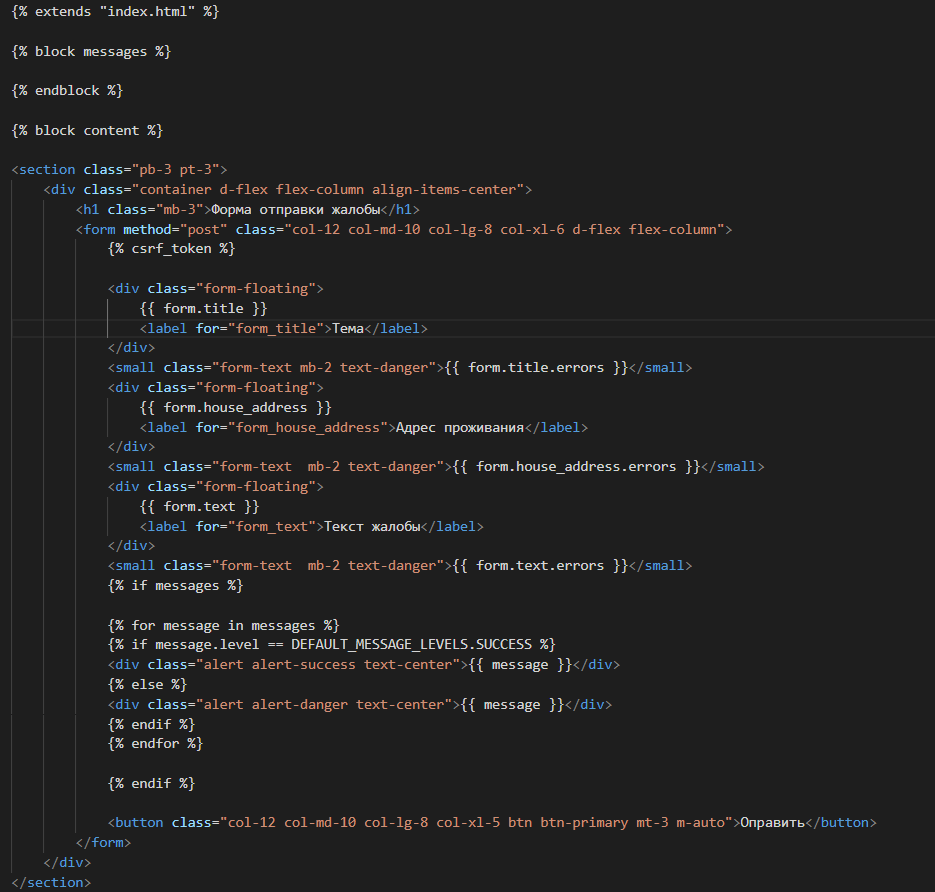 {% extends "index.html" %}
{% block messages %}
{% endblock %}
{% block content %}
<section class="pb-3 pt-3">
<div class="container d-flex flex-column align-items-center">
<h1 class="mb-3">Форма отправки жалобы</h1>
<form method="post" class="col-12 col-md-10 col-lg-8 col-xl-6 d-flex flex-column">
{% csrf_token %}
<div class="form-floating">
{{ form.title }}
<label for="form_title">Тема</label>
</div>
<small class="form-text mb-2 text-danger">{{ form.title.errors }}</small>
<div class="form-floating">
{{ form.house_address }}
<label for="form_house_address">Адрес проживания</label>
</div>
<small class="form-text  mb-2 text-danger">{{ form.house_address.errors }}</small>
<div class="form-floating">
{{ form.text }}
<label for="form_text">Текст жалобы</label>
</div>
<small class="form-text  mb-2 text-danger">{{ form.text.errors }}</small>
{% if messages %}
{% for message in messages %}
{% if message.level == DEFAULT_MESSAGE_LEVELS.SUCCESS %}
<div class="alert alert-success text-center">{{ message }}</div>
{% else %}
<div class="alert alert-danger text-center">{{ message }}</div>
{% endif %}
{% endfor %}
{% endif %}
<button class="col-12 col-md-10 col-lg-8 col-xl-5 btn btn-primary mt-3 m-auto">Оправить</button>
</form>
</div>
</section>